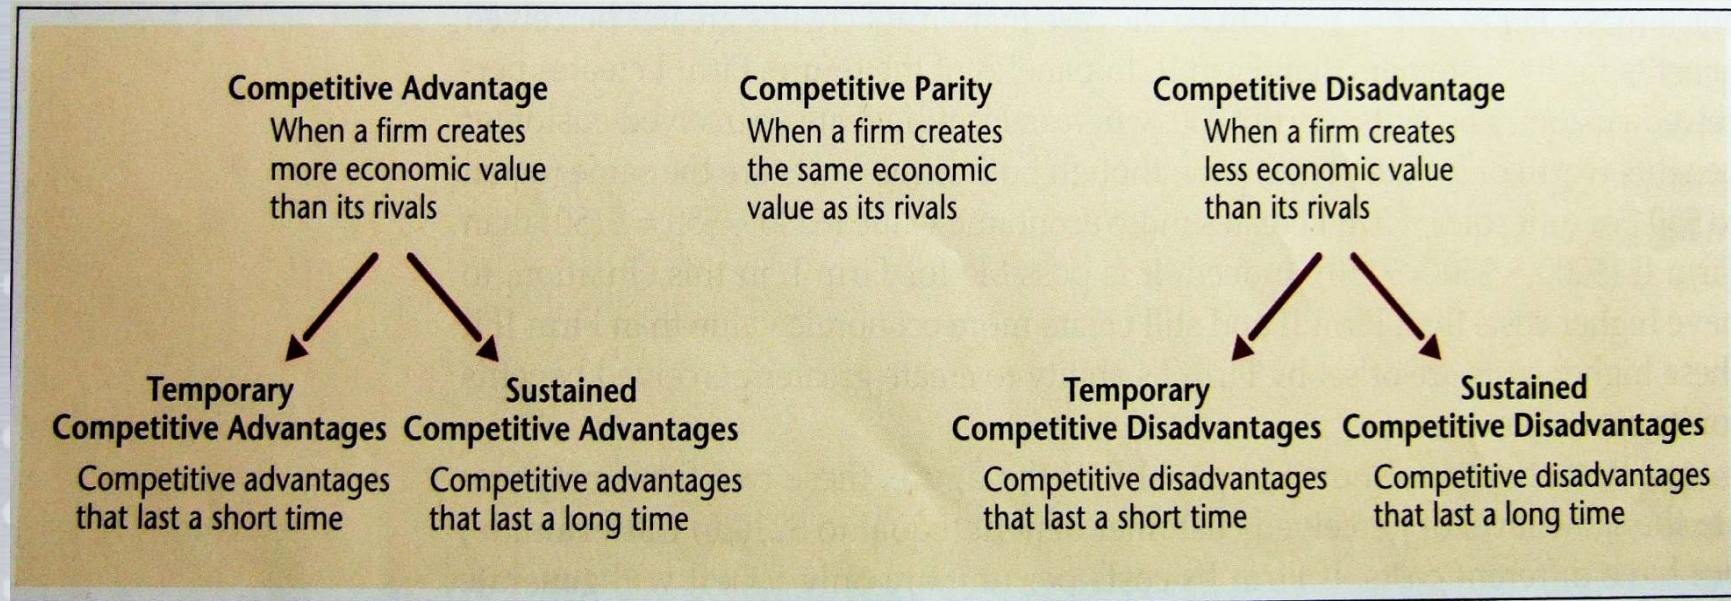 Competitive Advantage
When a firm creates
more economic value
than its rivals
Competitive Parity
When a firm creates
the same economic
value as its rivals
Competitive Disadvantage
When a firm creates
less economic value
than its rivals
Temporary
Competitive Advantages
Competitive advantages
that last a short time
Sustained
Competitive Advantages
Competitive advantages
that last a long time
Temporary
Competitive Disadvantages
Competitive disadvantages
that last a short time
Sustained
Competitive Disadvantages
Competitive disadvantages
that last a long time